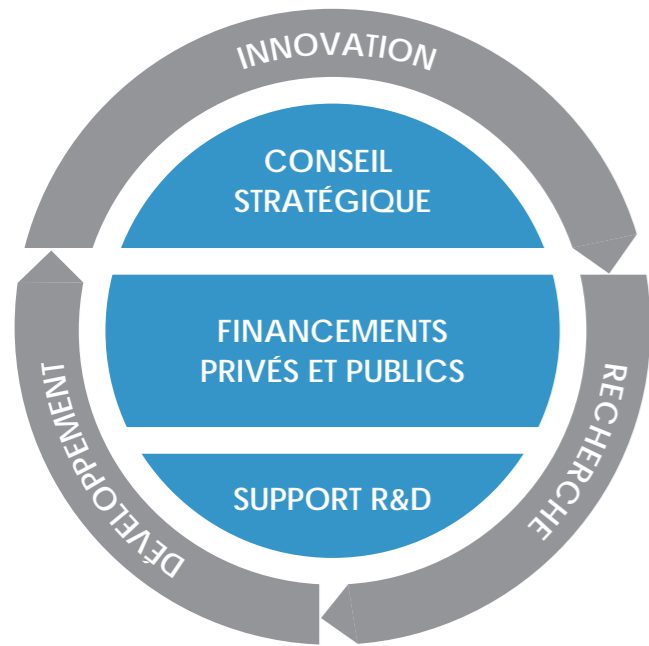 INNOVATION
CONSEIL
STRATÉGIQUE
FINANCEMENTS
PRIVÉS ET PUBLICS
SUPPORT R&D
RECHERCHE
DÉVELOPPEMENT